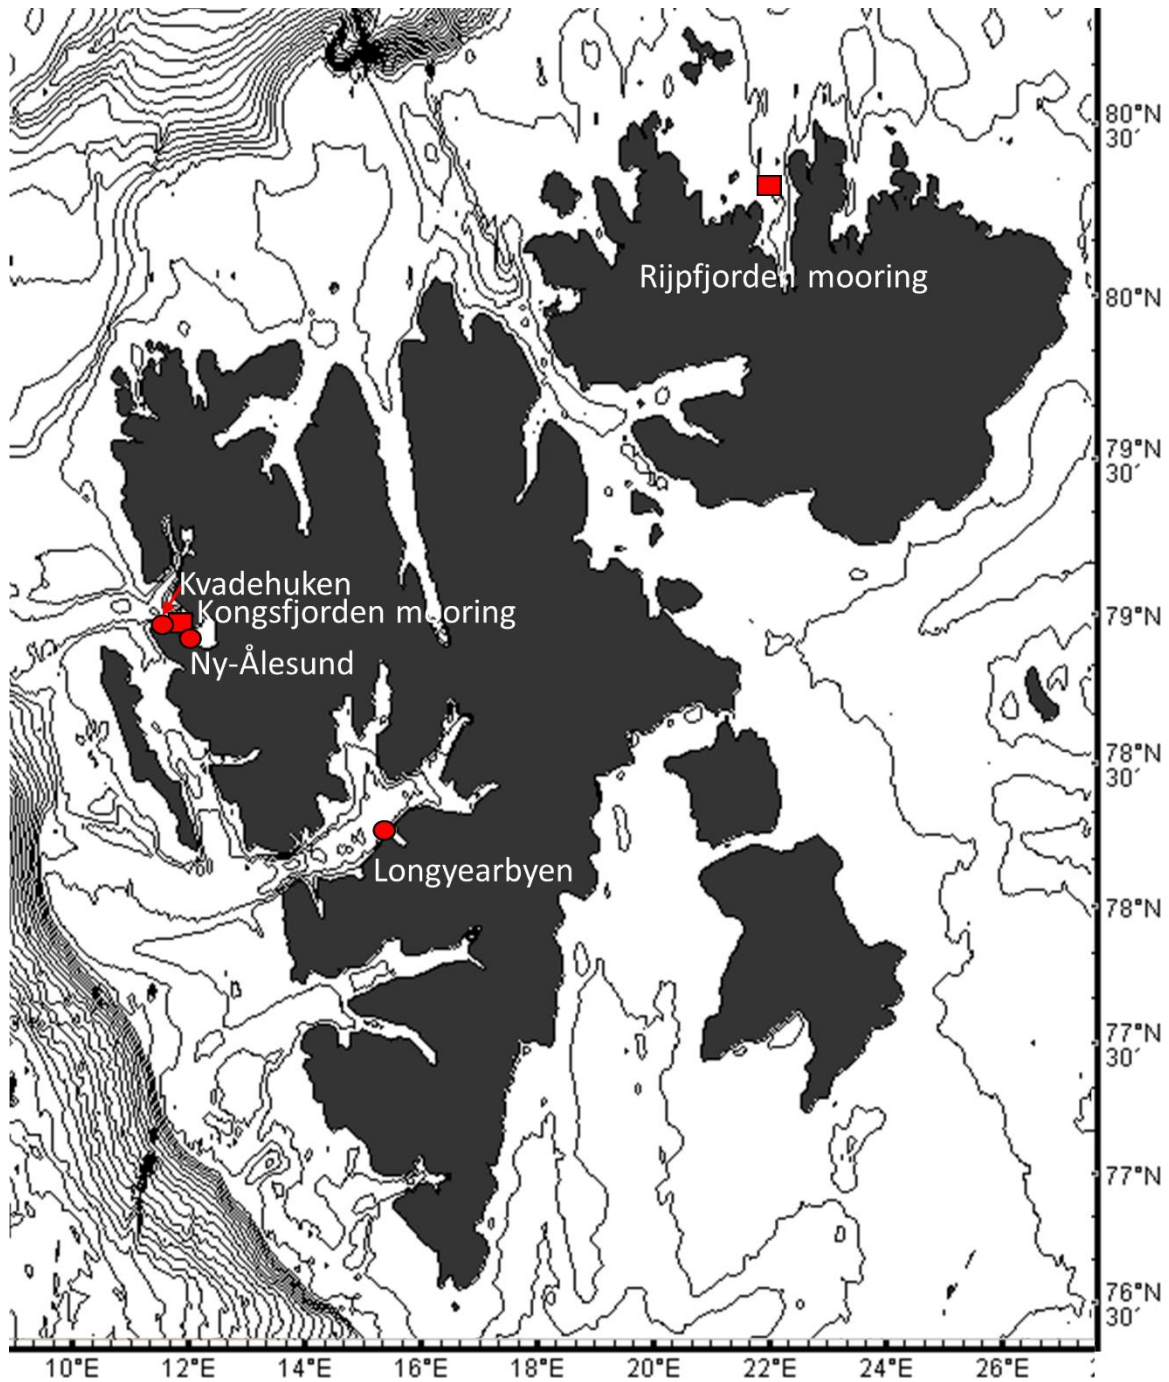 80°N
30′
Rijpfjorden mooring
80°N
79°N
30′
Kvadehuken
Kongsfjorden mooring
79°N
Ny-Ålesund
78°N
30′
Longyearbyen
78°N
77°N
30′
77°N
76°N
30′
10°E 12°E 14°E 16°E 18°E 20°E 22°E 24°E 26°E